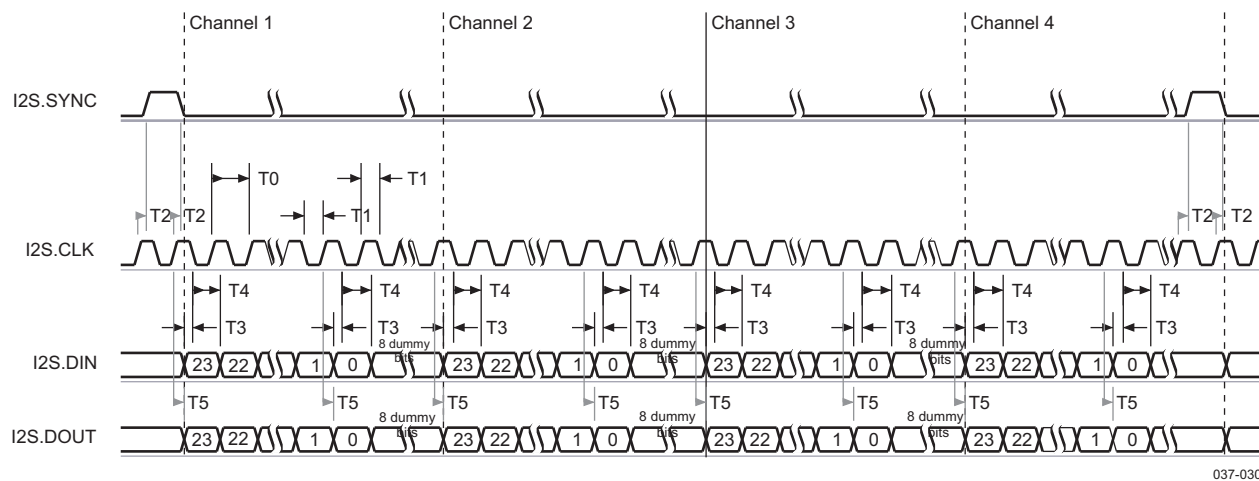 Channel 1 Channel 2 Channel 3 Channel 4
I2S.SYNC
T0 T1
T2 T2 T1 T2 T2
I2S.CLK
T4 T4 T4 T4 T4 T4 T4 T4
T3 T3 T3 T3 T3 T3 T3 T3
8 dummy bits 8 dummy bits 8 dummy bits
I2S.DIN 23 22 1 0 23 22 1 0 23 22 1 0 23 22 1 0
T5 T5 T5 T5 T5 T5 T5 T5
8 dummy bits 8 dummy bits 8 dummy bits
I2S.DOUT 23 22 1 0 23 22 1 0 23 22 1 0 23 22 1 0
037-030